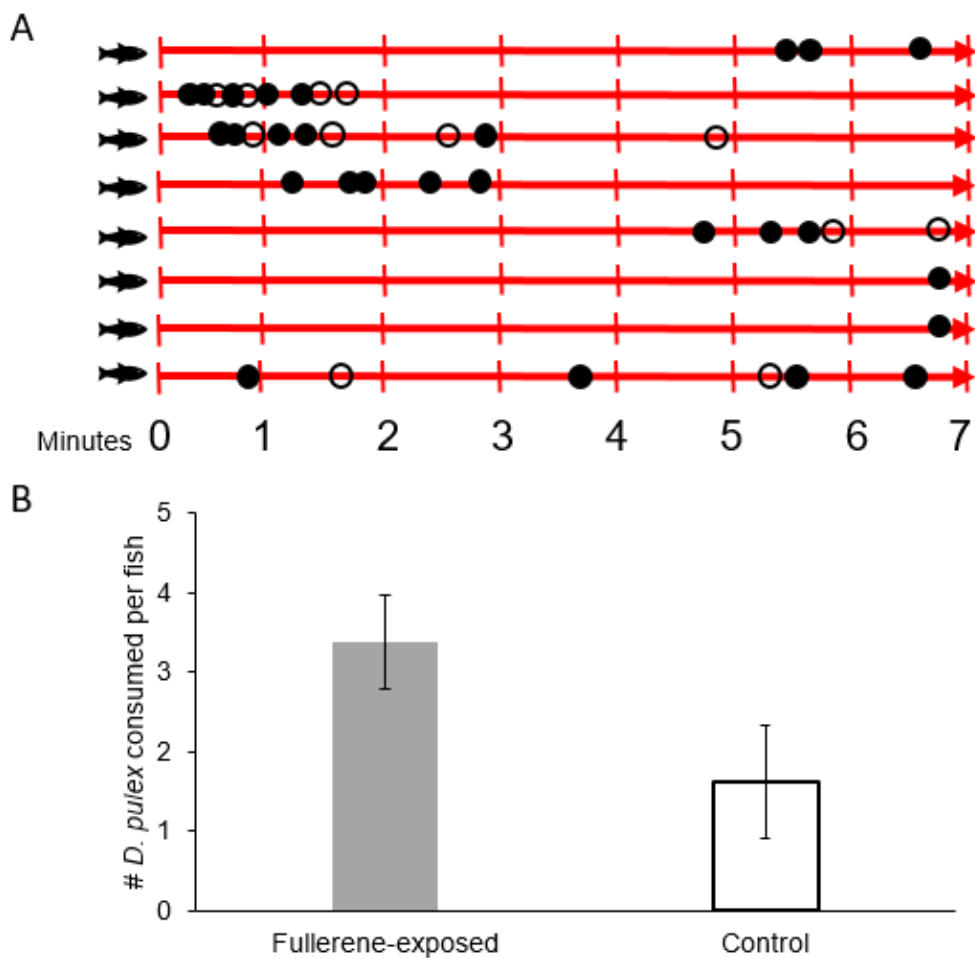 A
Minutes 0 1 2 3 4 5 6 7
B
# D. pulex consumed per fish
5
4
3
2
1
0
Fullerene-exposed Control